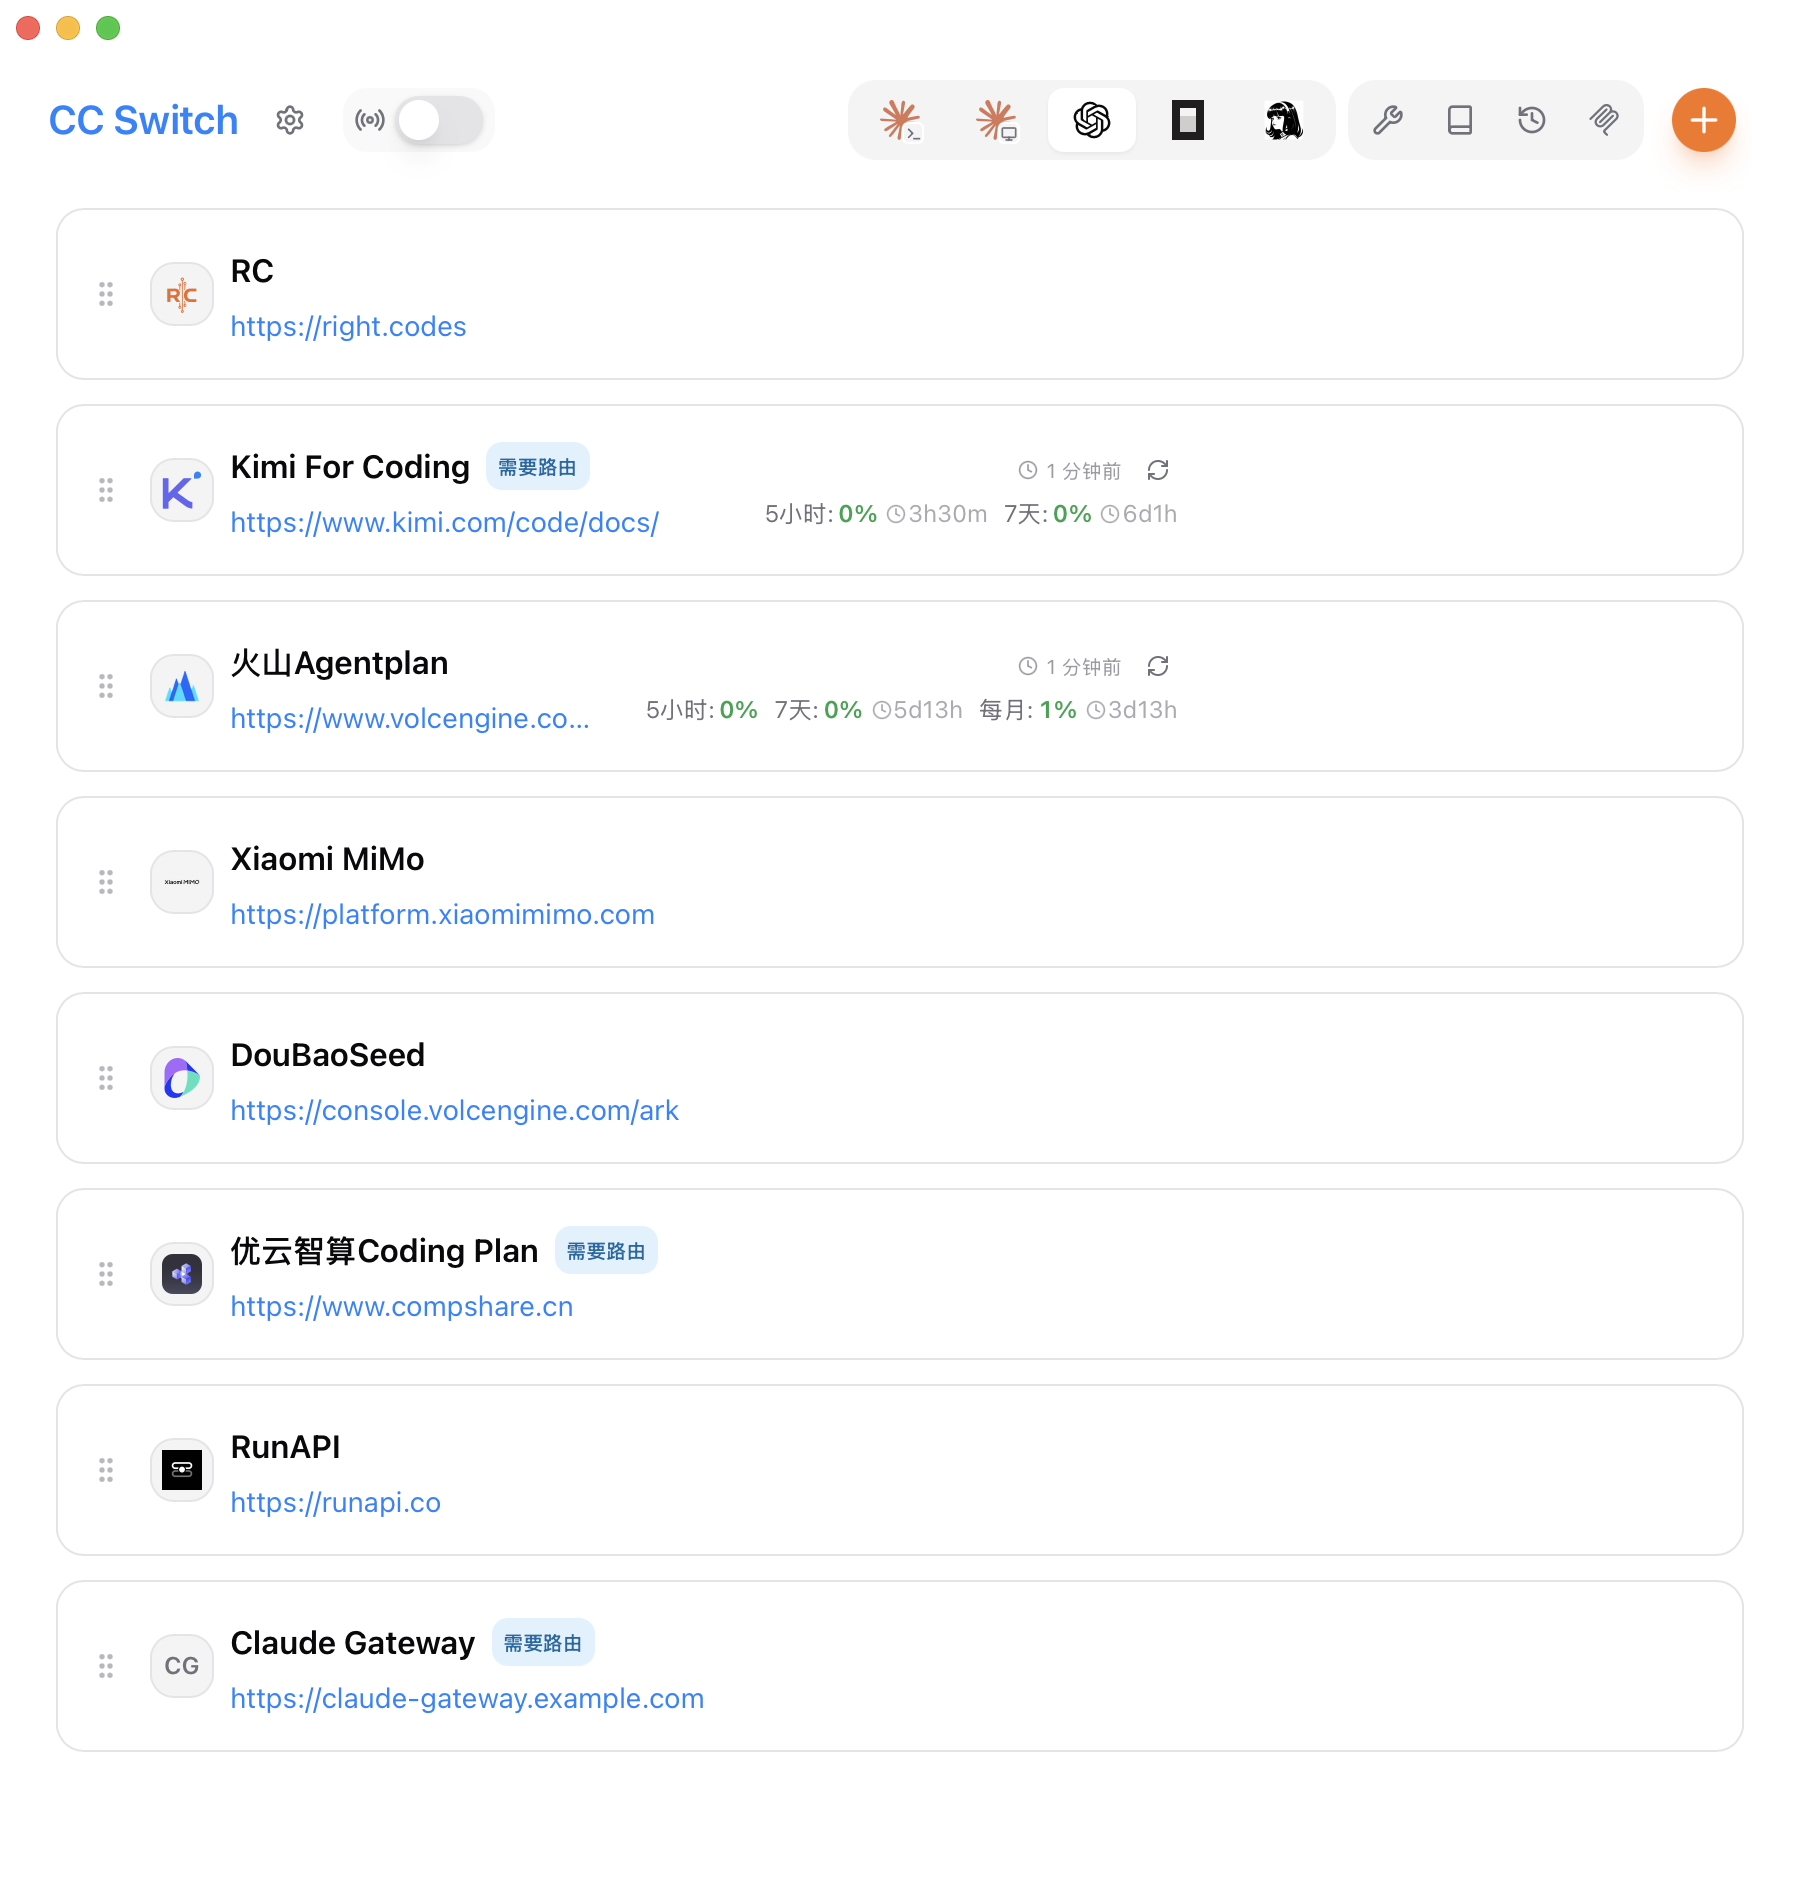 CC Switch
RC
RC
https://right.codes
Kimi For Coding 需要路由
1 分钟前
https://www.kimi.com/code/docs/
5小时: 0% 3h30m 7天: 0% 6d1h
火山Agentplan
1 分钟前
https://www.volcengine.co...
5小时: 0% 7天: 0% 5d13h 每月: 1% 3d13h
Xiaomi MiMo
Xiaomi MIMO
https://platform.xiaomimimo.com
DouBaoSeed
https://console.volcengine.com/ark
优云智算Coding Plan 需要路由
https://www.compshare.cn
RunAPI
https://runapi.co
Claude Gateway 需要路由
CG
https://claude-gateway.example.com